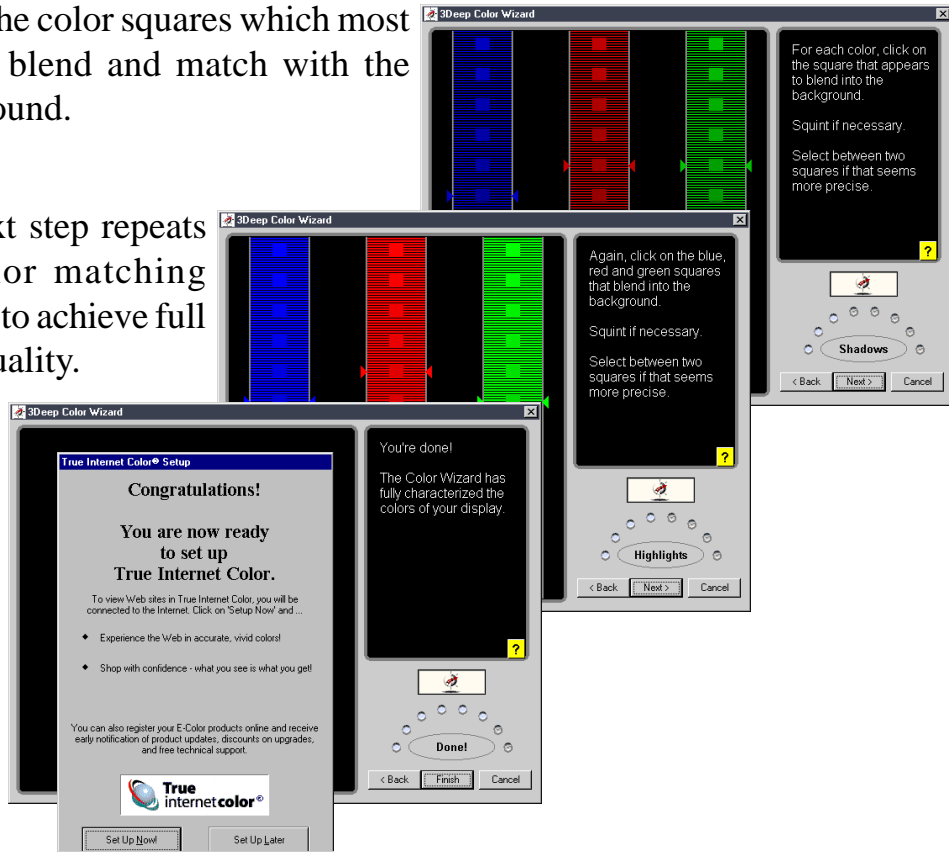 he color squares which most
blend and match with the
ound.
xt step repeats
or matching
to achieve full
uality.
3Deep Color Wizard
For each color, click on
the square that appears
to blend into the
background.
Squint if necessary.
Select between two
squares if that seems
more precise.
?
Shadows
< Back
Next >
Cancel
3Deep Color Wizard
Again, click on the blue,
red and green squares
that blend into the
background.
Squint if necessary.
Select between two
squares if that seems
more precise.
?
Highlights
< Back
Next >
Cancel
3Deep Color Wizard
True Internet Color® Setup
Congratulations!
You are now ready
to set up
True Internet Color.
To view Web sites in True Internet Color, you will be
connected to the Internet. Click on 'Setup Now' and ...
◆ Experience the Web in accurate, vivid colors!
◆ Shop with confidence - what you see is what you get!
You can also register your E-Color products online and receive
early notification of product updates, discounts on upgrades,
and free technical support.
True
internetcolor®
Set Up Now!
Set Up Later
You're done!
The Color Wizard has
fully characterized the
colors of your display.
?
Done!
< Back
Finish
Cancel